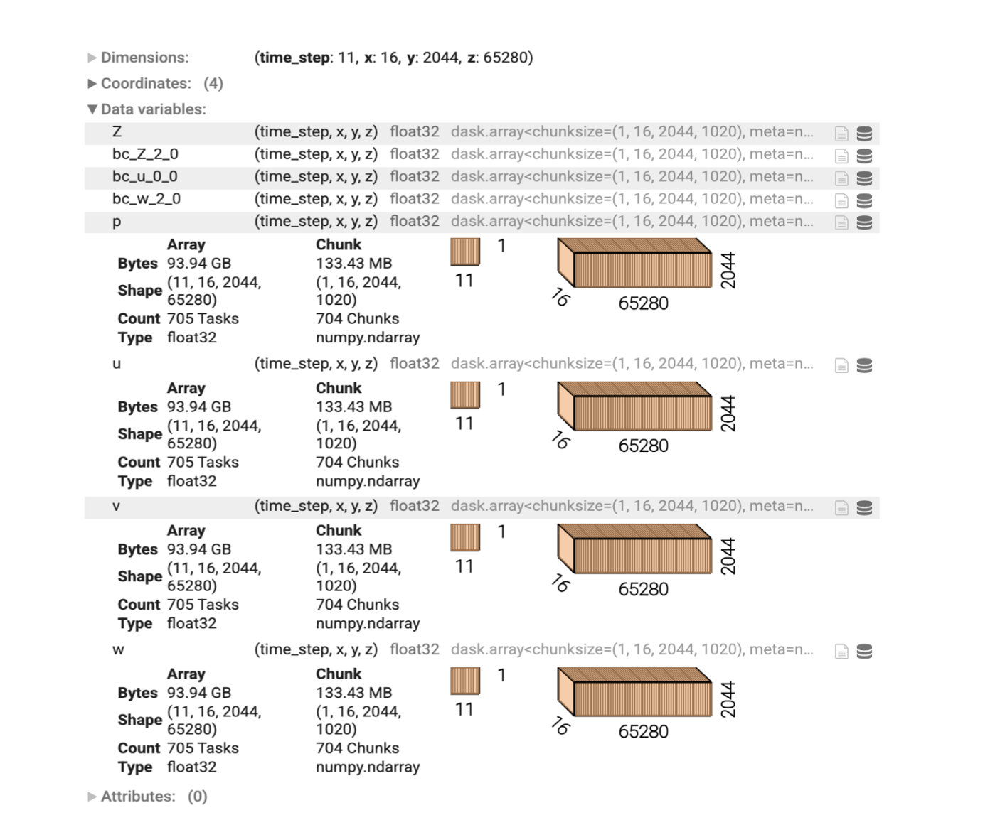 Dimensions: (time_step: 11, x: 16, y: 2044, z: 65280)
Coordinates: (4)
Data variables:
Z (time_step, x, y, z) float32 dask.array<chunksize=(1, 16, 2044, 1020), meta=n...
bc_Z_2_0 (time_step, x, y, z) float32 dask.array<chunksize=(1, 16, 2044, 1020), meta=n...
bc_u_0_0 (time_step, x, y, z) float32 dask.array<chunksize=(1, 16, 2044, 1020), meta=n...
bc_w_2_0 (time_step, x, y, z) float32 dask.array<chunksize=(1, 16, 2044, 1020), meta=n...
p (time_step, x, y, z) float32 dask.array<chunksize=(1, 16, 2044, 1020), meta=n...
Array Chunk
Bytes 93.94 GB 133.43 MB
Shape (11, 16, 2044, 65280) (1, 16, 2044, 1020)
Count 705 Tasks 704 Chunks
Type float32 numpy.ndarray
1
11
16
65280
2044
u (time_step, x, y, z) float32 dask.array<chunksize=(1, 16, 2044, 1020), meta=n...
Array Chunk
Bytes 93.94 GB 133.43 MB
Shape (11, 16, 2044, 65280) (1, 16, 2044, 1020)
Count 705 Tasks 704 Chunks
Type float32 numpy.ndarray
1
11
16
65280
2044
v (time_step, x, y, z) float32 dask.array<chunksize=(1, 16, 2044, 1020), meta=n...
Array Chunk
Bytes 93.94 GB 133.43 MB
Shape (11, 16, 2044, 65280) (1, 16, 2044, 1020)
Count 705 Tasks 704 Chunks
Type float32 numpy.ndarray
1
11
16
65280
2044
w (time_step, x, y, z) float32 dask.array<chunksize=(1, 16, 2044, 1020), meta=n...
Array Chunk
Bytes 93.94 GB 133.43 MB
Shape (11, 16, 2044, 65280) (1, 16, 2044, 1020)
Count 705 Tasks 704 Chunks
Type float32 numpy.ndarray
1
11
16
65280
2044
Attributes: (0)